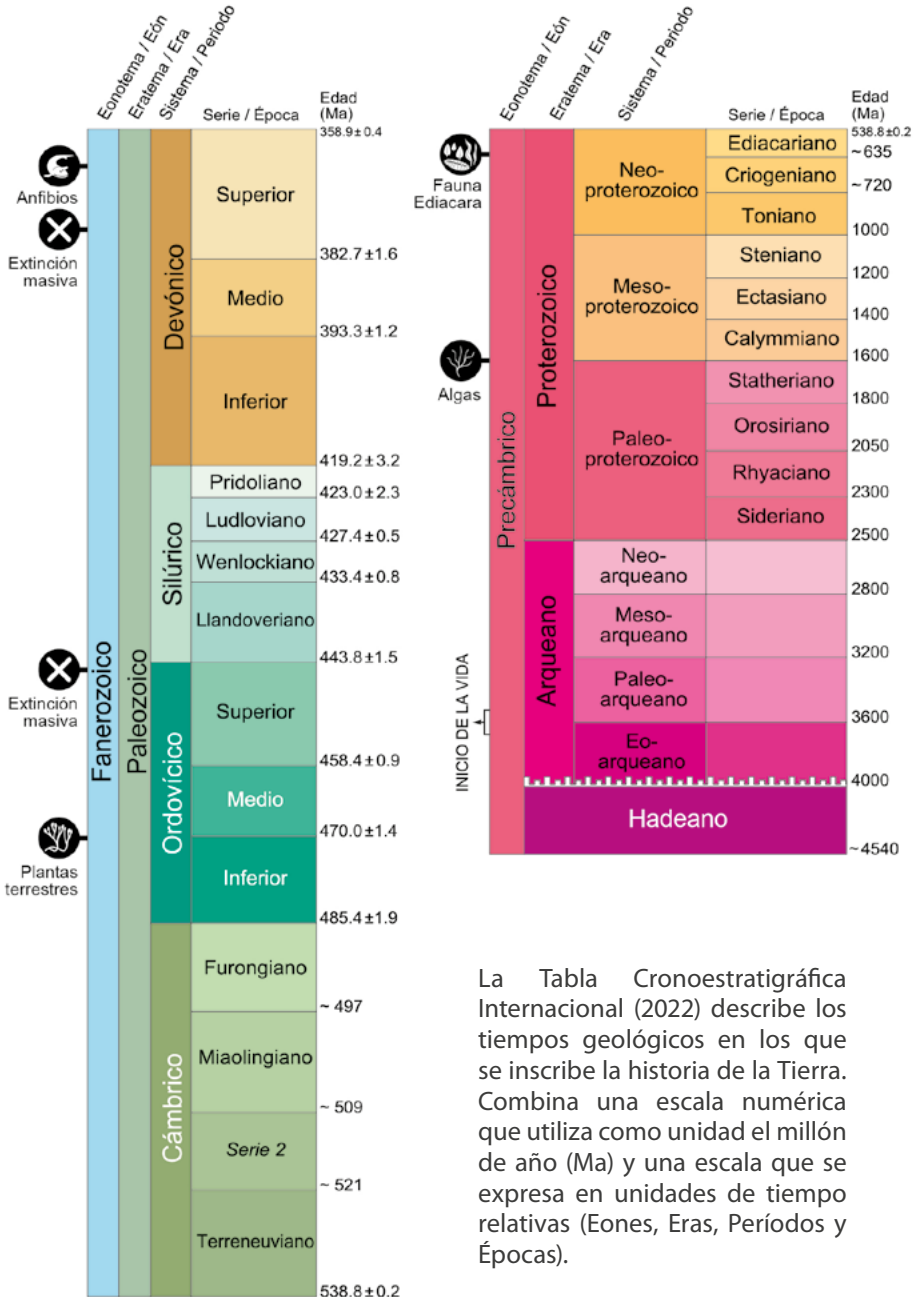 Eonotema / Eón
Eratema / Era
Sistema / Periodo
Serie / Época
Edad
(Ma)
358.9 ± 0.4
Anfibios
Extinción
masiva
Extinción
masiva
Plantas
terrestres
Fanerozoico
Paleozoico
Devónico
Superior
382.7 ± 1.6
Medio
393.3 ± 1.2
Inferior
419.2 ± 3.2
Silúrico
Pridoliano
423.0 ± 2.3
Ludloviano
427.4 ± 0.5
Wenlockiano
433.4 ± 0.8
Llandoveriano
443.8 ± 1.5
Ordovícico
Superior
458.4 ± 0.9
Medio
470.0 ± 1.4
Inferior
485.4 ± 1.9
Cámbrico
Furongiano
~ 497
Miaolingiano
~ 509
Serie 2
~ 521
Terreneuviano
538.8 ± 0.2
Eonotema / Eón
Eratema / Era
Sistema / Periodo
Serie / Época
Edad
(Ma)
538.8 ± 0.2
Fauna
Ediacara
Algas
INICIO DE LA VIDA
Precámbrico
Proterozoico
Neo-
proterozoico
Ediacariano
~635
Criogeniano
~720
Toniano
1000
Meso-
proterozoico
Steniano
1200
Ectasiano
1400
Calymmiano
1600
Paleo-
proterozoico
Statheriano
1800
Orosiriano
2050
Rhyaciano
2300
Sideriano
2500
Arqueano
Neo-
arqueano
2800
Meso-
arqueano
3200
Paleo-
arqueano
3600
Eo-
arqueano
4000
Hadeano
~4540
La Tabla Cronoestratigráfica
Internacional (2022) describe los
tiempos geológicos en los que
se inscribe la historia de la Tierra.
Combina una escala numérica
que utiliza como unidad el millón
de año (Ma) y una escala que se
expresa en unidades de tiempo
relativas (Eones, Eras, Períodos y
Épocas).